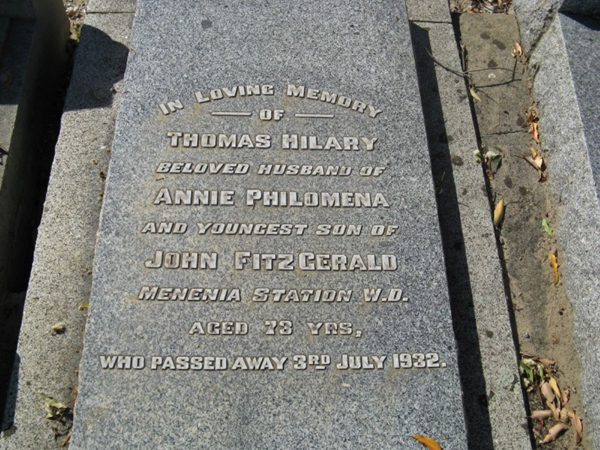 IN LOVING MEMORY
OF
THOMAS HILARY
BELOVED HUSBAND OF
ANNIE PHILOMENA
AND YOUNGEST SON OF
JOHN FITZGERALD
MENENIA STATION W.D.
AGED 73 YRS,
WHO PASSED AWAY 3RD JULY 1932.